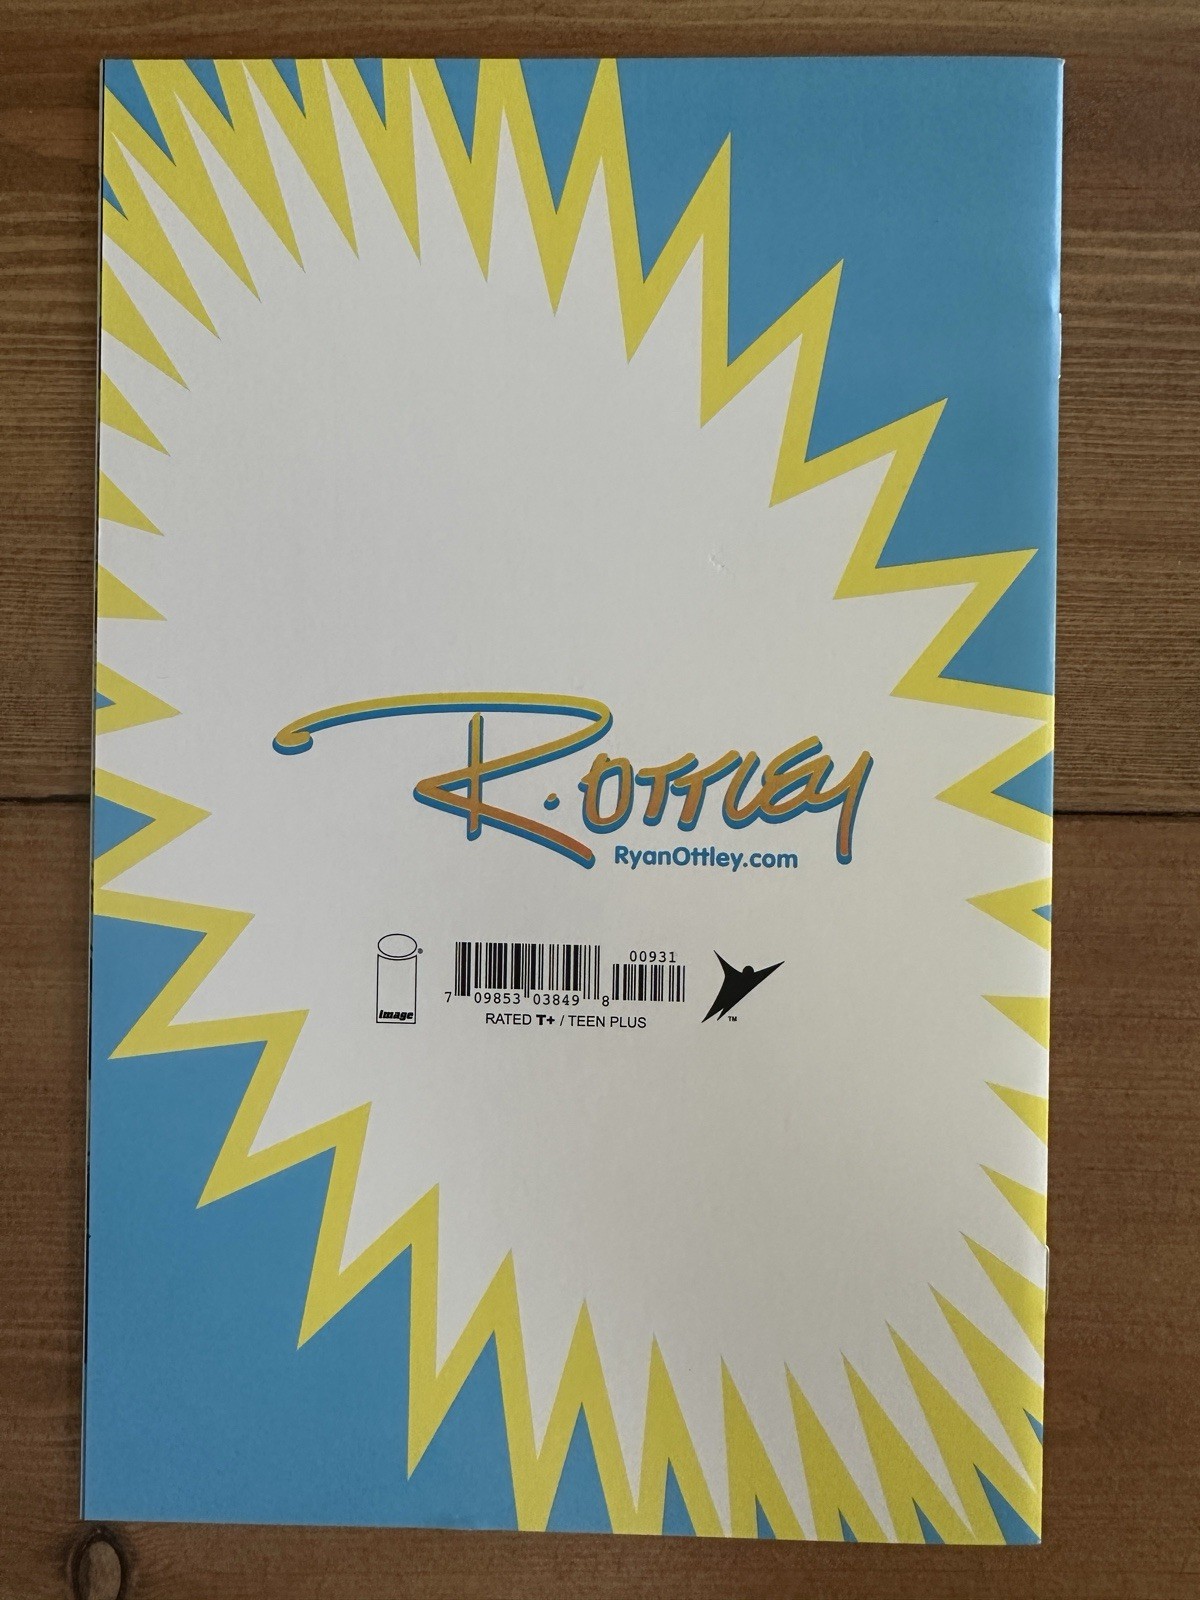 R. OTTLEY
RyanOttley.com
image
00931
7 09853 03849 8
RATED T+ / TEEN PLUS
TM